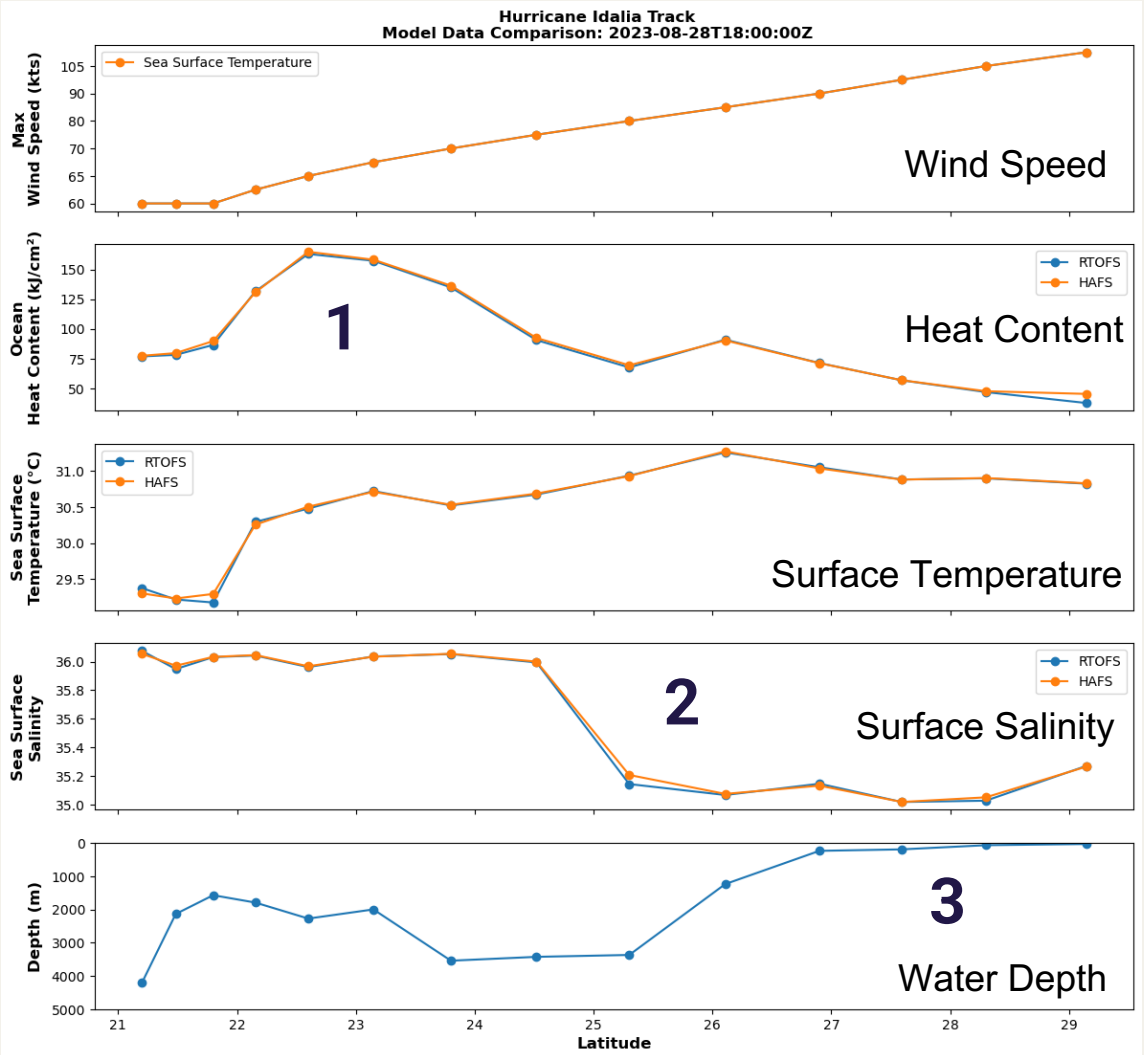 Hurricane Idalia Track
Model Data Comparison: 2023-08-28T18:00:00Z
Max
Wind Speed (kts)
105
90
80
70
65
60
Sea Surface Temperature
Wind Speed
Ocean
Heat Content (kJ/cm²)
150
125
100
75
50
1
RTOFS
HAFS
Heat Content
Sea Surface
Temperature (°C)
31.0
30.5
30.0
29.5
RTOFS
HAFS
Surface Temperature
Sea Surface
Salinity
36.0
35.8
35.6
35.4
35.2
35.0
2
RTOFS
HAFS
Surface Salinity
Depth (m)
0
1000
2000
3000
4000
5000
3
Water Depth
21 22 23 24 25 26 27 28 29
Latitude